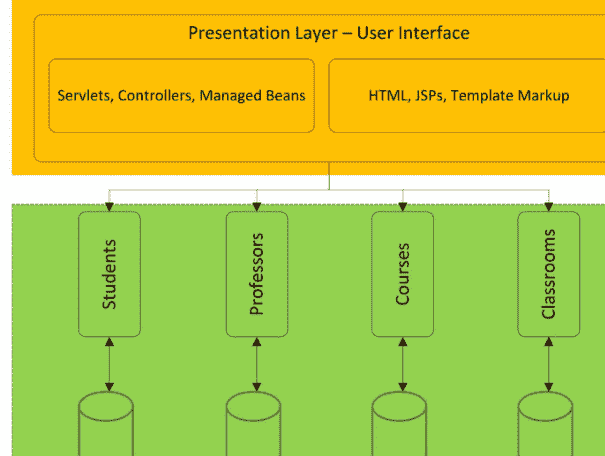 Presentation Layer – User Interface
Servlets, Controllers, Managed Beans
HTML, JSPs, Template Markup
Students
Professors
Courses
Classrooms